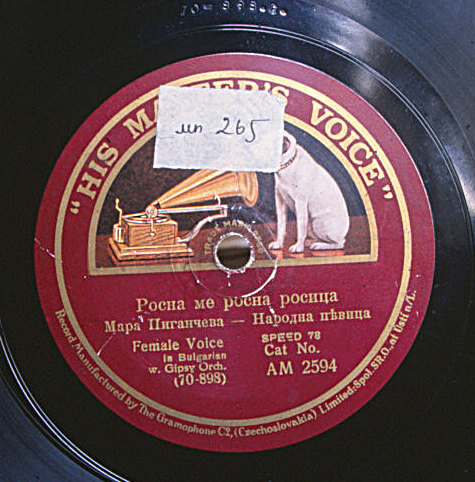 70-898.
"HIS MASTER'S VOICE"
мп 265
Росна ме росна росица
Мара Пиганчева — Народна пѣвица
Female Voice
in Bulgarian
w. Gipsy Orch.
(70-898)
SPEED 78
Cat No.
AM 2594
Record Manufactured by The Gramophone Cº, (Czechoslovakia) Limited-Spol. S.R.O., at Usti n/L.